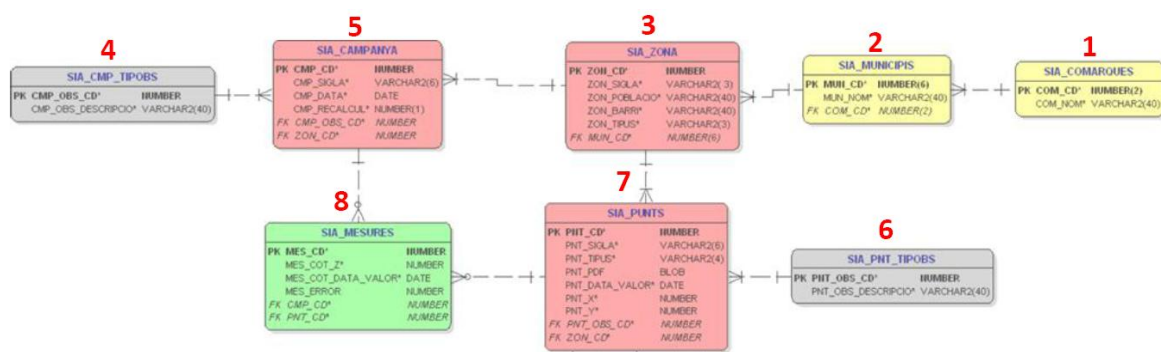 4
SIA_CMP_TIPOBS
PK CMP_OBS_CD* NUMBER
CMP_OBS_DESCRIPCIO* VARCHAR2(40)
5
SIA_CAMPANYA
PK CMP_CD* NUMBER
CMP_SIGLA* VARCHAR2(6)
CMP_DATA* DATE
CMP_RECALCUL* NUMBER(1)
FK CMP_OBS_CD* NUMBER
FK ZON_CD* NUMBER
3
SIA_ZONA
PK ZON_CD* NUMBER
ZON_SIGLA* VARCHAR2( 3)
ZON_POBLACIO* VARCHAR2(40)
ZON_BARRI* VARCHAR2(40)
ZON_TIPUS* VARCHAR2(3)
FK MUN_CD* NUMBER(6)
2
SIA_MUNICIPIS
PK MUN_CD* NUMBER(6)
MUN_NOM* VARCHAR2(40)
FK COM_CD* NUMBER(2)
1
SIA_COMARQUES
PK COM_CD* NUMBER(2)
COM_NOM* VARCHAR2(40)
8
SIA_MESURES
PK MES_CD* NUMBER
MES_COT_Z* NUMBER
MES_COT_DATA_VALOR* DATE
MES_ERROR NUMBER
FK CMP_CD* NUMBER
FK PNT_CD* NUMBER
7
SIA_PUNTS
PK PNT_CD* NUMBER
PNT_SIGLA* VARCHAR2(6)
PNT_TIPUS* VARCHAR2(4)
PNT_PDF BLOB
PNT_DATA_VALOR* DATE
PNT_X* NUMBER
PNT_Y* NUMBER
FK PNT_OBS_CD* NUMBER
FK ZON_CD* NUMBER
6
SIA_PNT_TIPOBS
PK PNT_OBS_CD* NUMBER
PNT_OBS_DESCRIPCIO* VARCHAR2(40)